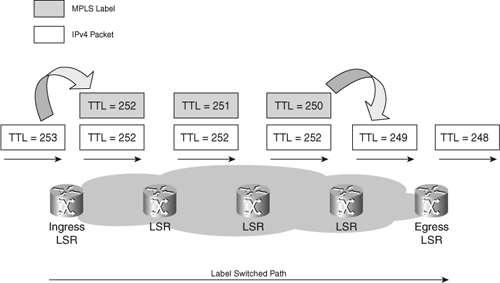 MPLS Label
IPv4 Packet
TTL = 252
TTL = 251
TTL = 250
TTL = 253
TTL = 252
TTL = 252
TTL = 252
TTL = 249
TTL = 248
Ingress
LSR
LSR
LSR
LSR
Egress
LSR
Label Switched Path